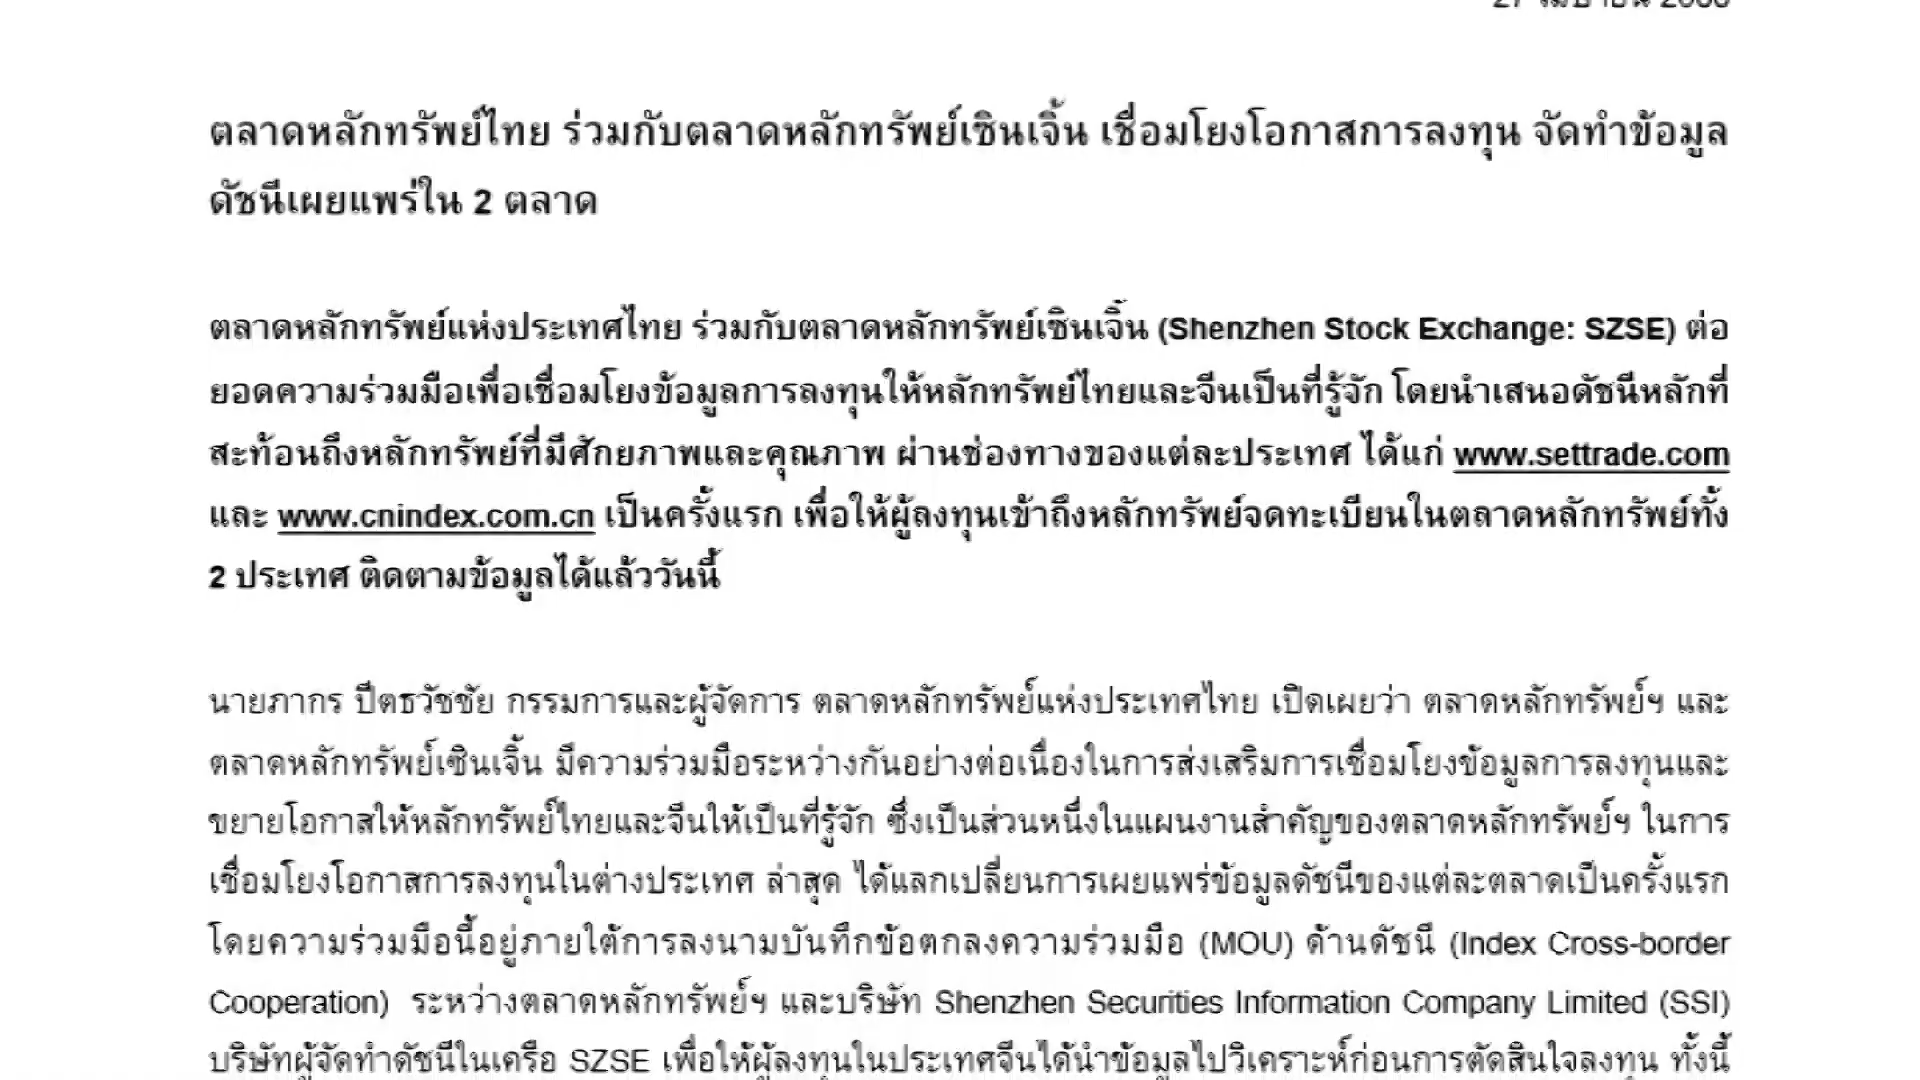 ตลาดหลักทรัพย์ไทย ร่วมกับตลาดหลักทรัพย์เซินเจิ้น เชื่อมโยงโอกาสการลงทุน จัดทำข้อมูล
ดัชนีเผยแพร่ใน 2 ตลาด
ตลาดหลักทรัพย์แห่งประเทศไทย ร่วมกับตลาดหลักทรัพย์เซินเจิ้น (Shenzhen Stock Exchange: SZSE) ต่อ
ยอดความร่วมมือเพื่อเชื่อมโยงข้อมูลการลงทุนให้หลักทรัพย์ไทยและจีนเป็นที่รู้จัก โดยนำเสนอดัชนีหลักที่
สะท้อนถึงหลักทรัพย์ที่มีศักยภาพและคุณภาพ ผ่านช่องทางของแต่ละประเทศ ได้แก่ www.settrade.com
และ www.cnindex.com.cn เป็นครั้งแรก เพื่อให้ผู้ลงทุนเข้าถึงหลักทรัพย์จดทะเบียนในตลาดหลักทรัพย์ทั้ง
2 ประเทศ ติดตามข้อมูลได้แล้ววันนี้
นายภากร ปีตธวัชชัย กรรมการและผู้จัดการ ตลาดหลักทรัพย์แห่งประเทศไทย เปิดเผยว่า ตลาดหลักทรัพย์ฯ และ
ตลาดหลักทรัพย์เซินเจิ้น มีความร่วมมือระหว่างกันอย่างต่อเนื่องในการส่งเสริมการเชื่อมโยงข้อมูลการลงทุนและ
ขยายโอกาสให้หลักทรัพย์ไทยและจีนให้เป็นที่รู้จัก ซึ่งเป็นส่วนหนึ่งในแผนงานสำคัญของตลาดหลักทรัพย์ฯ ในการ
เชื่อมโยงโอกาสการลงทุนในต่างประเทศ ล่าสุด ได้แลกเปลี่ยนการเผยแพร่ข้อมูลดัชนีของแต่ละตลาดเป็นครั้งแรก
โดยความร่วมมือนี้อยู่ภายใต้การลงนามบันทึกข้อตกลงความร่วมมือ (MOU) ด้านดัชนี (Index Cross-border
Cooperation) ระหว่างตลาดหลักทรัพย์ฯ และบริษัท Shenzhen Securities Information Company Limited (SSI)
บริษัทผู้จัดทำดัชนีในเครือ SZSE เพื่อให้ผู้ลงทุนในประเทศจีนได้นำข้อมูลไปวิเคราะห์ก่อนการตัดสินใจลงทุน ทั้งนี้